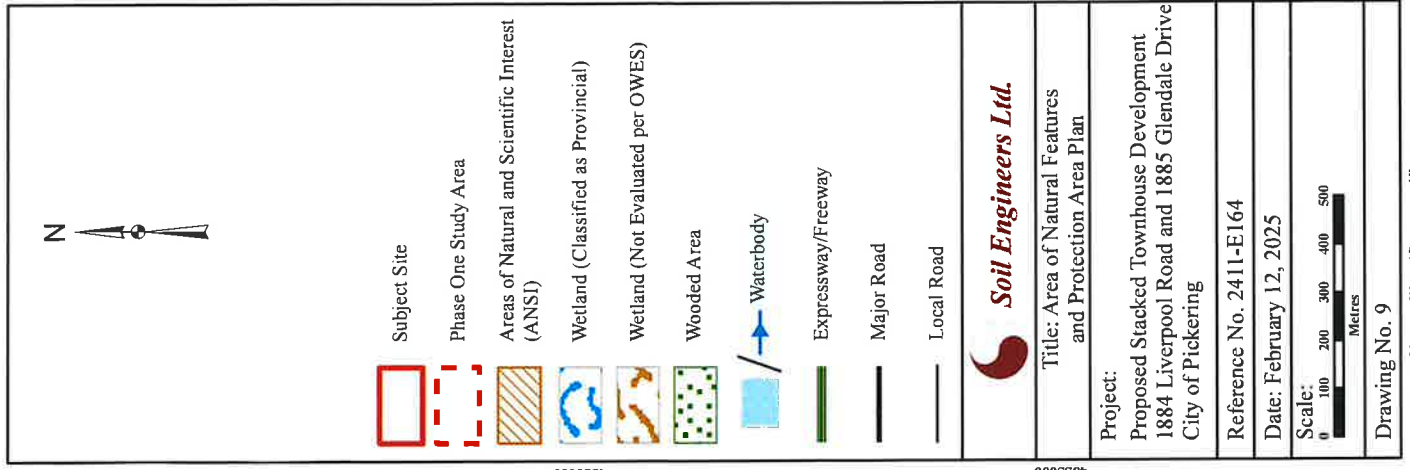 N
Subject Site
Phase One Study Area
Areas of Natural and Scientific Interest
(ANSI)
Wetland (Classified as Provincial)
Wetland (Not Evaluated per OWES)
Wooded Area
Waterbody
Expressway/Freeway
Major Road
Local Road
Soil Engineers Ltd.
Title: Area of Natural Features
and Protection Area Plan
Project:
Proposed Stacked Townhouse Development
1884 Liverpool Road and 1885 Glendale Drive
City of Pickering
Reference No. 2411-E164
Date: February 12, 2025
Scale:
0 100 200 300 400 500
Metres
Drawing No. 9